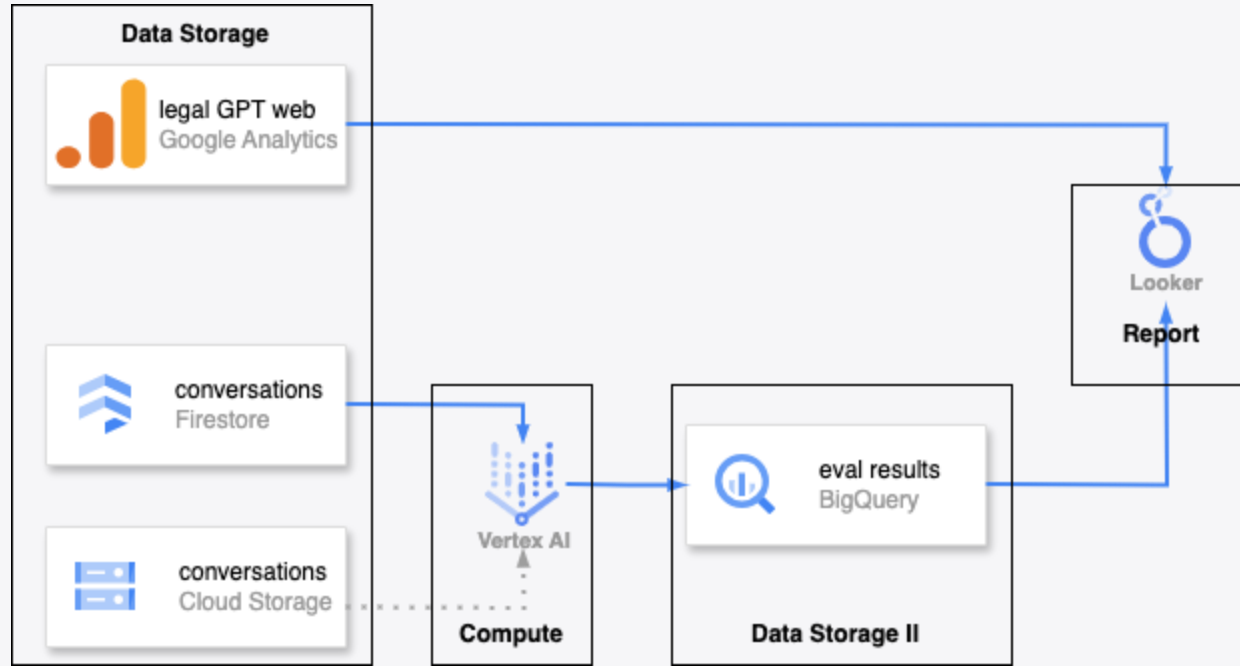 Data Storage
legal GPT web
Google Analytics
Looker
Report
conversations
Firestore
Vertex AI
eval results
BigQuery
conversations
Cloud Storage
Compute
Data Storage II